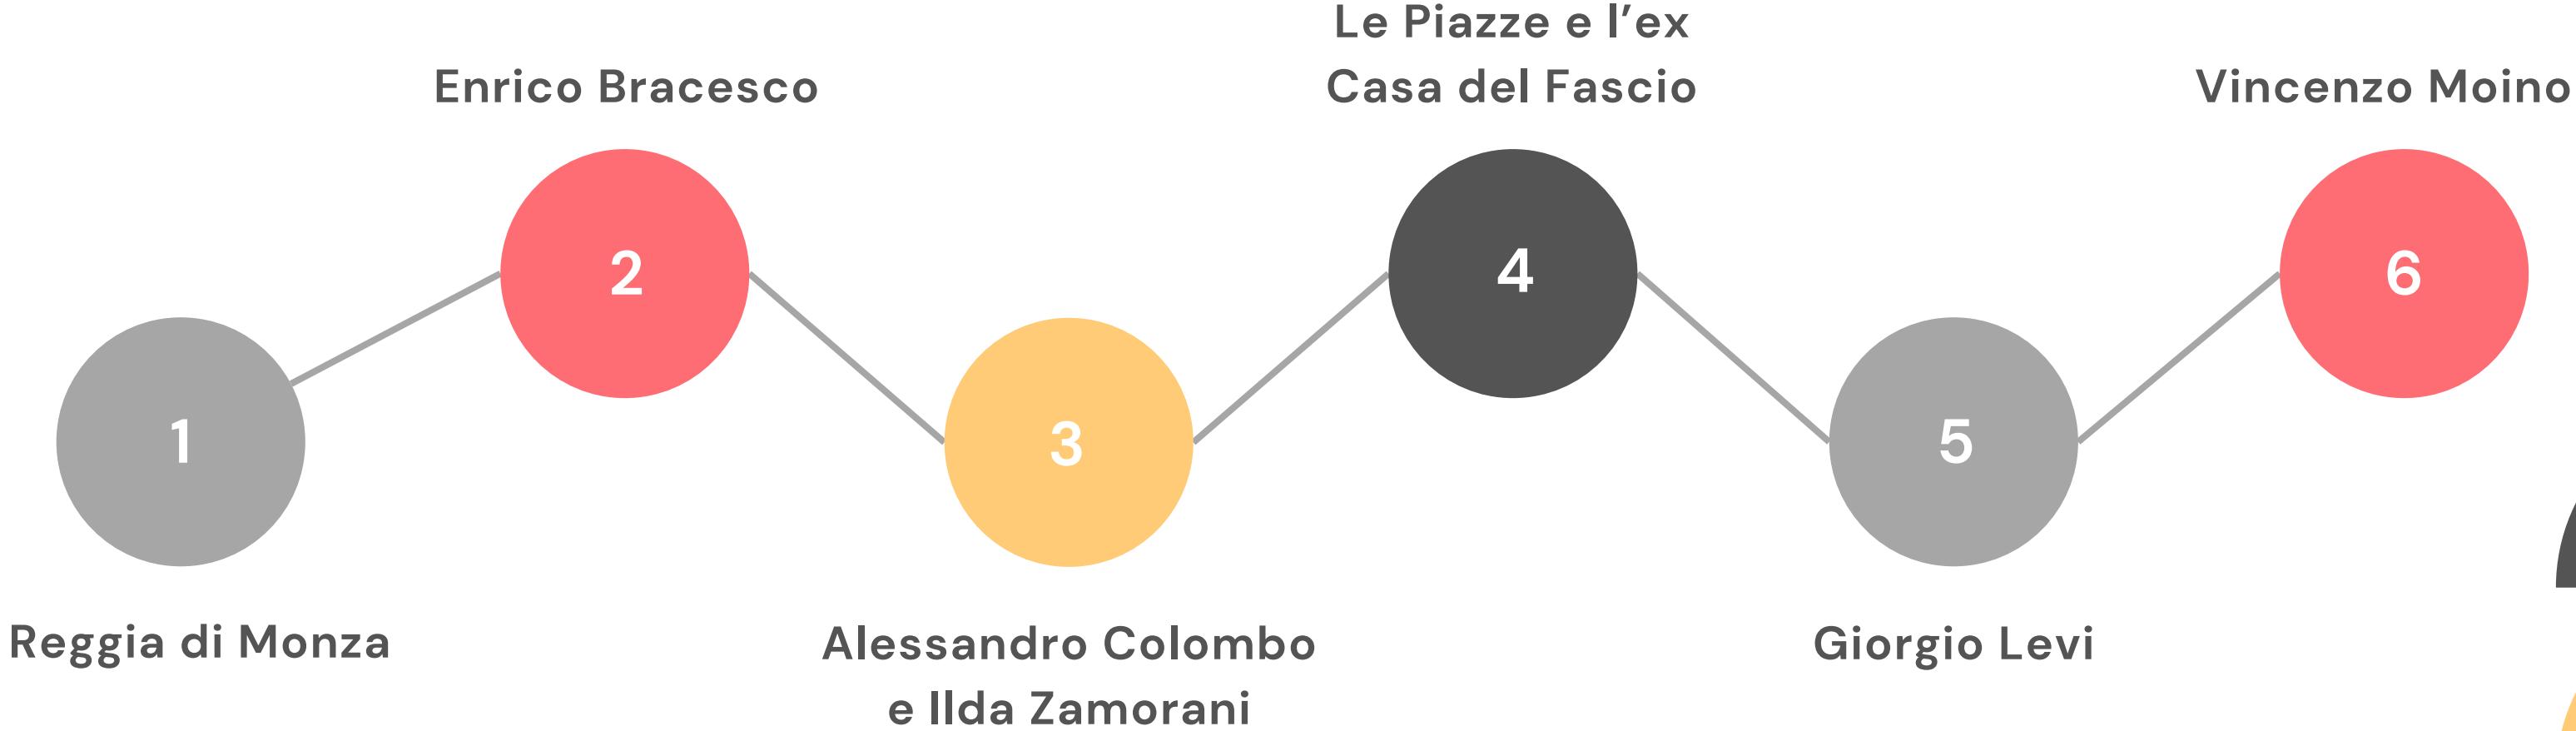 1
Reggia di Monza
Enrico Bracesco
2
3
Alessandro Colombo
e Ilda Zamorani
Le Piazze e l'ex
Casa del Fascio
4
5
Giorgio Levi
Vincenzo Moino
6